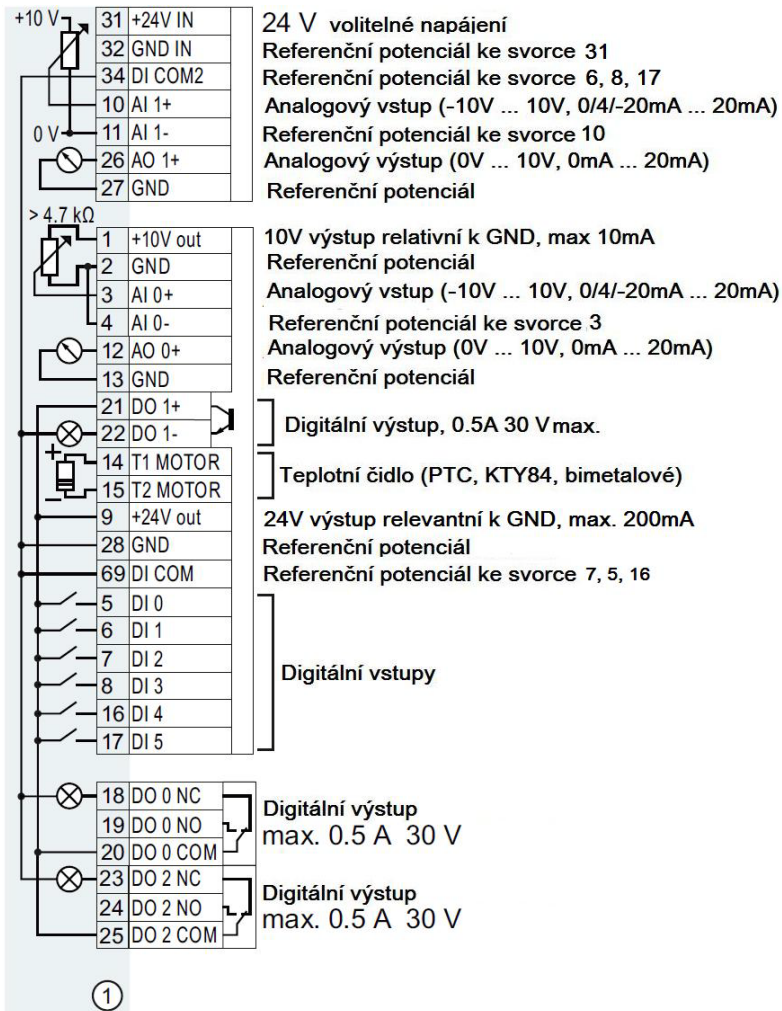 +10 V
31 +24V IN 24 V volitelné napájení
32 GND IN Referenční potenciál ke svorce 31
34 DI COM2 Referenční potenciál ke svorce 6, 8, 17
10 AI 1+ Analogový vstup (-10V ... 10V, 0/4/-20mA ... 20mA)
0 V 11 AI 1- Referenční potenciál ke svorce 10
26 AO 1+ Analogový výstup (0V ... 10V, 0mA ... 20mA)
27 GND Referenční potenciál
> 4.7 kΩ
1 +10V out 10V výstup relativní k GND, max 10mA
2 GND Referenční potenciál
3 AI 0+ Analogový vstup (-10V ... 10V, 0/4/-20mA ... 20mA)
4 AI 0- Referenční potenciál ke svorce 3
12 AO 0+ Analogový výstup (0V ... 10V, 0mA ... 20mA)
13 GND Referenční potenciál
21 DO 1+
Digitální výstup, 0.5A 30 V max.
22 DO 1-
+ 14 T1 MOTOR
Teplotní čidlo (PTC, KTY84, bimetalové)
− 15 T2 MOTOR
9 +24V out 24V výstup relevantní k GND, max. 200mA
28 GND Referenční potenciál
69 DI COM Referenční potenciál ke svorce 7, 5, 16
5 DI 0
6 DI 1
7 DI 2
Digitální vstupy
8 DI 3
16 DI 4
17 DI 5
18 DO 0 NC
Digitální výstup
19 DO 0 NO
max. 0.5 A 30 V
20 DO 0 COM
23 DO 2 NC
Digitální výstup
24 DO 2 NO
max. 0.5 A 30 V
25 DO 2 COM
1